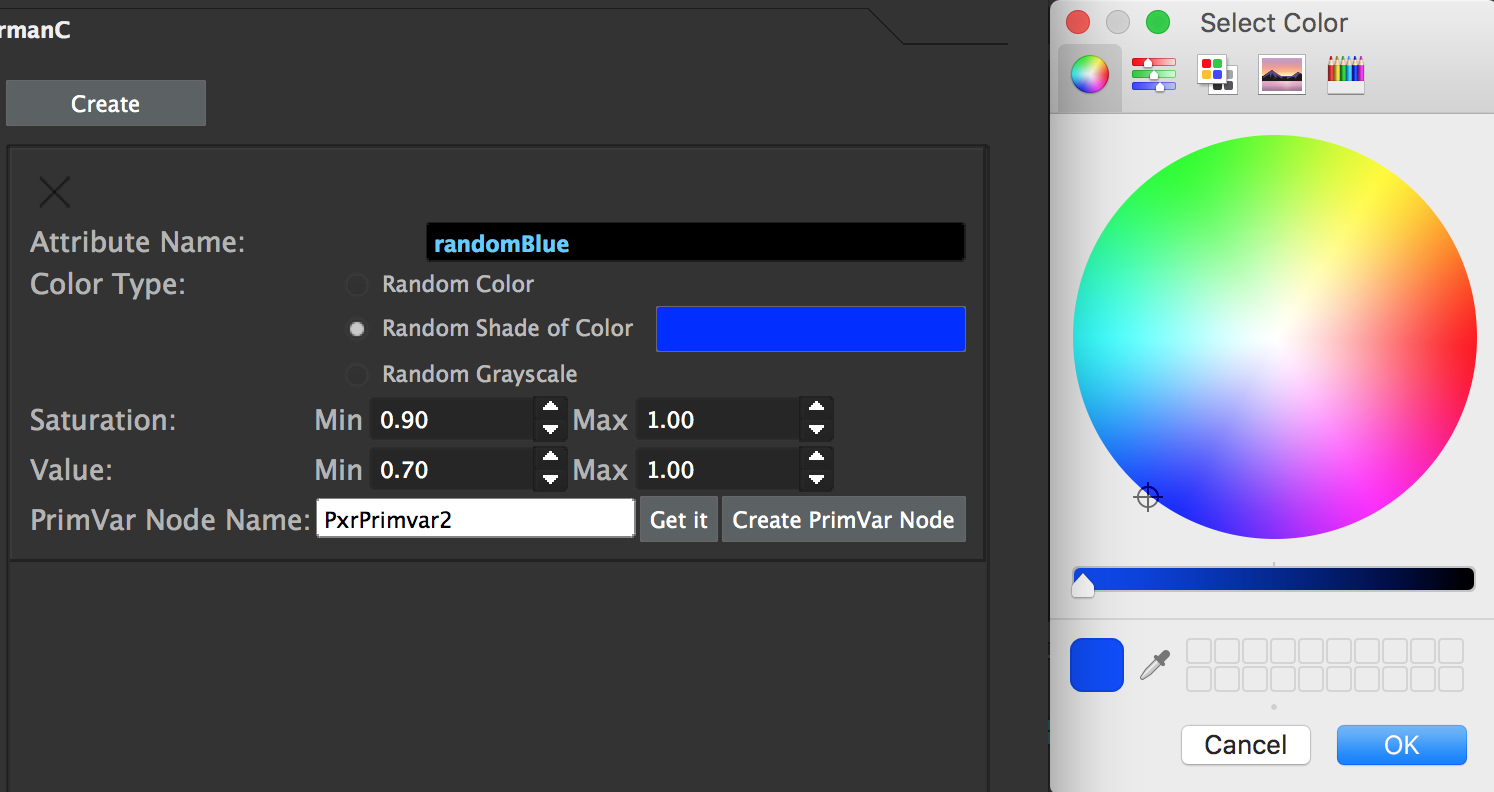 rmanC
Create
Attribute Name: randomBlue
Color Type: Random Color
Random Shade of Color
Random Grayscale
Saturation: Min 0.90 Max 1.00
Value: Min 0.70 Max 1.00
PrimVar Node Name: PxrPrimvar2 Get it Create PrimVar Node
Select Color
Cancel OK